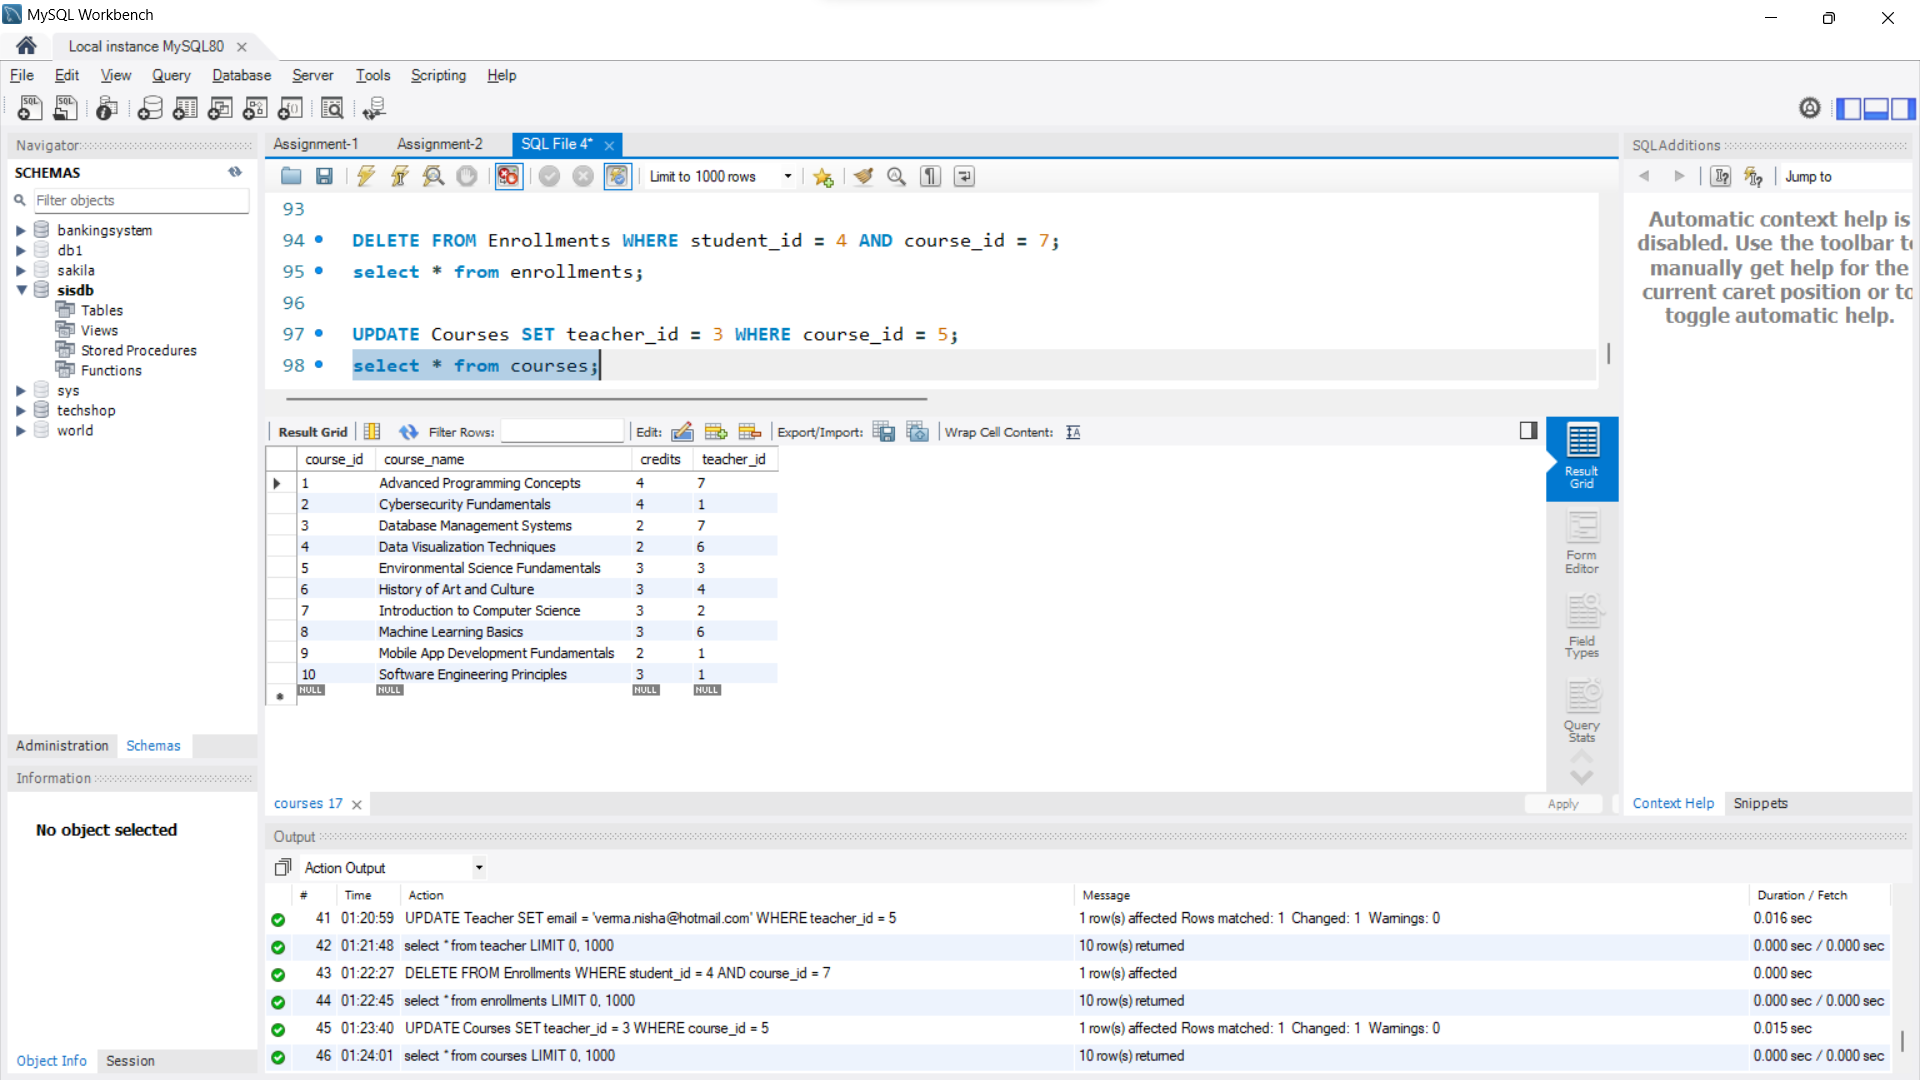 MySQL Workbench
Local instance MySQL80
File Edit View Query Database Server Tools Scripting Help
Navigator
SCHEMAS
Filter objects
bankingsystem
db1
sakila
sisdb
Tables
Views
Stored Procedures
Functions
sys
techshop
world
Administration Schemas
Information
No object selected
Object Info Session
Assignment-1 Assignment-2 SQL File 4*
Limit to 1000 rows
93
94 DELETE FROM Enrollments WHERE student_id = 4 AND course_id = 7;
95 select * from enrollments;
96
97 UPDATE Courses SET teacher_id = 3 WHERE course_id = 5;
98 select * from courses;
Result Grid Filter Rows: Edit: Export/Import: Wrap Cell Content:
course_id course_name credits teacher_id
1 Advanced Programming Concepts 4 7
2 Cybersecurity Fundamentals 4 1
3 Database Management Systems 2 7
4 Data Visualization Techniques 2 6
5 Environmental Science Fundamentals 3 3
6 History of Art and Culture 3 4
7 Introduction to Computer Science 3 2
8 Machine Learning Basics 3 6
9 Mobile App Development Fundamentals 2 1
10 Software Engineering Principles 3 1
NULL NULL NULL NULL
Result
Grid
Form
Editor
Field
Types
Query
Stats
courses 17
Apply
SQLAdditions
Jump to
Automatic context help is
disabled. Use the toolbar to
manually get help for the
current caret position or to
toggle automatic help.
Context Help Snippets
Output
Action Output
# Time Action Message Duration / Fetch
41 01:20:59 UPDATE Teacher SET email = 'verma.nisha@hotmail.com' WHERE teacher_id = 5 1 row(s) affected Rows matched: 1 Changed: 1 Warnings: 0 0.016 sec
42 01:21:48 select * from teacher LIMIT 0, 1000 10 row(s) returned 0.000 sec / 0.000 sec
43 01:22:27 DELETE FROM Enrollments WHERE student_id = 4 AND course_id = 7 1 row(s) affected 0.000 sec
44 01:22:45 select * from enrollments LIMIT 0, 1000 10 row(s) returned 0.000 sec / 0.000 sec
45 01:23:40 UPDATE Courses SET teacher_id = 3 WHERE course_id = 5 1 row(s) affected Rows matched: 1 Changed: 1 Warnings: 0 0.015 sec
46 01:24:01 select * from courses LIMIT 0, 1000 10 row(s) returned 0.000 sec / 0.000 sec